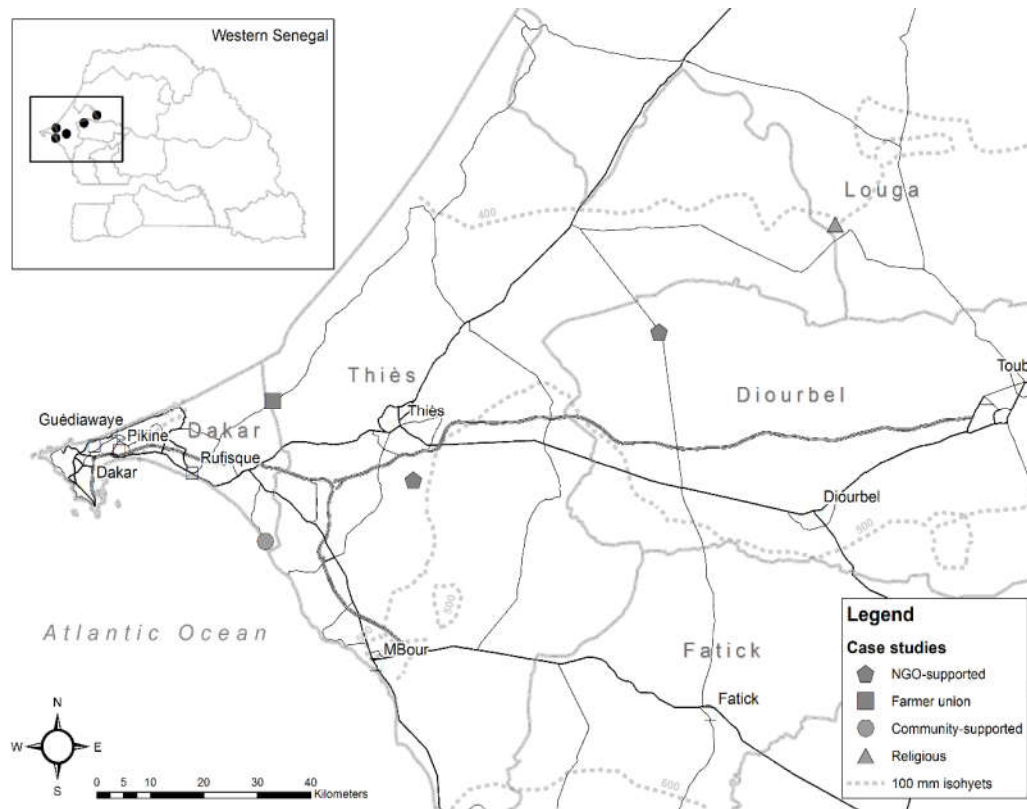 Western Senegal
Louga
400
Thiès
Diourbel
Toub
Guédiawaye
Dakar
Thiès
Pikine
Rufisque
Dakar
Diourbel
500
500
Atlantic Ocean
MBour
Fatick
Fatick
600
Legend
Case studies
NGO-supported
Farmer union
Community-supported
Religious
100 mm isohyets
N
W E
S
0 5 10 20 30 40
Kilometers